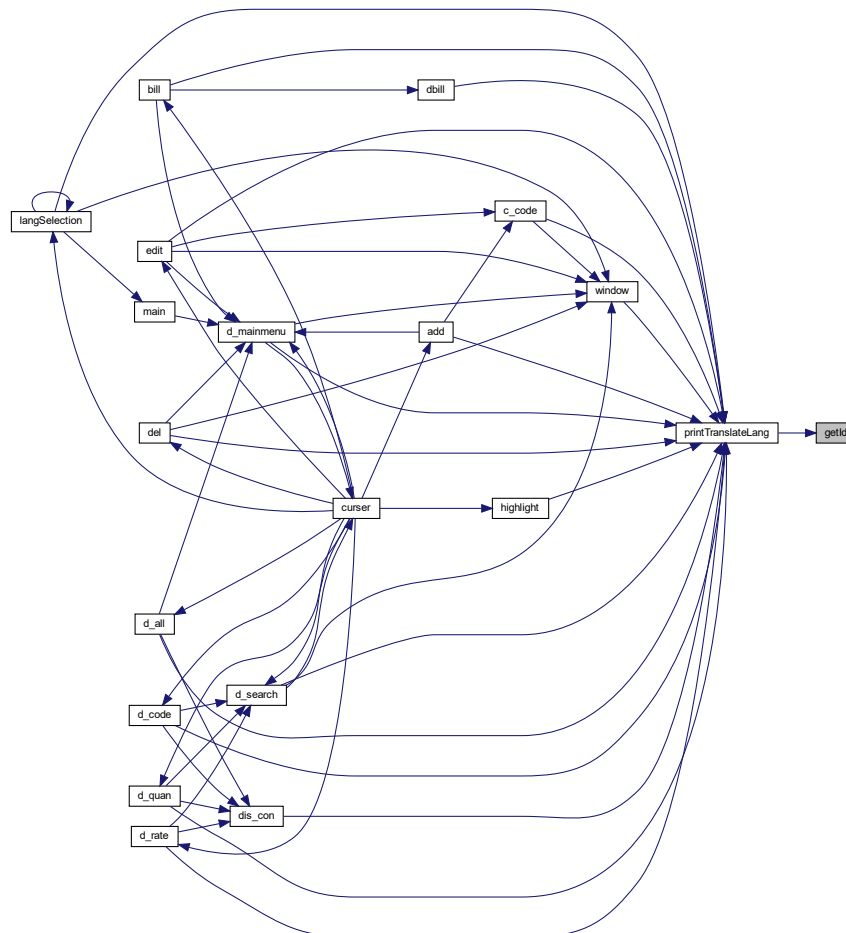 bill
dbill
c_code
langSelection
edit
window
main
d_mainmenu
add
del
printTranslateLang
getId
curser
highlight
d_all
d_search
d_code
d_quan
dis_con
d_rate